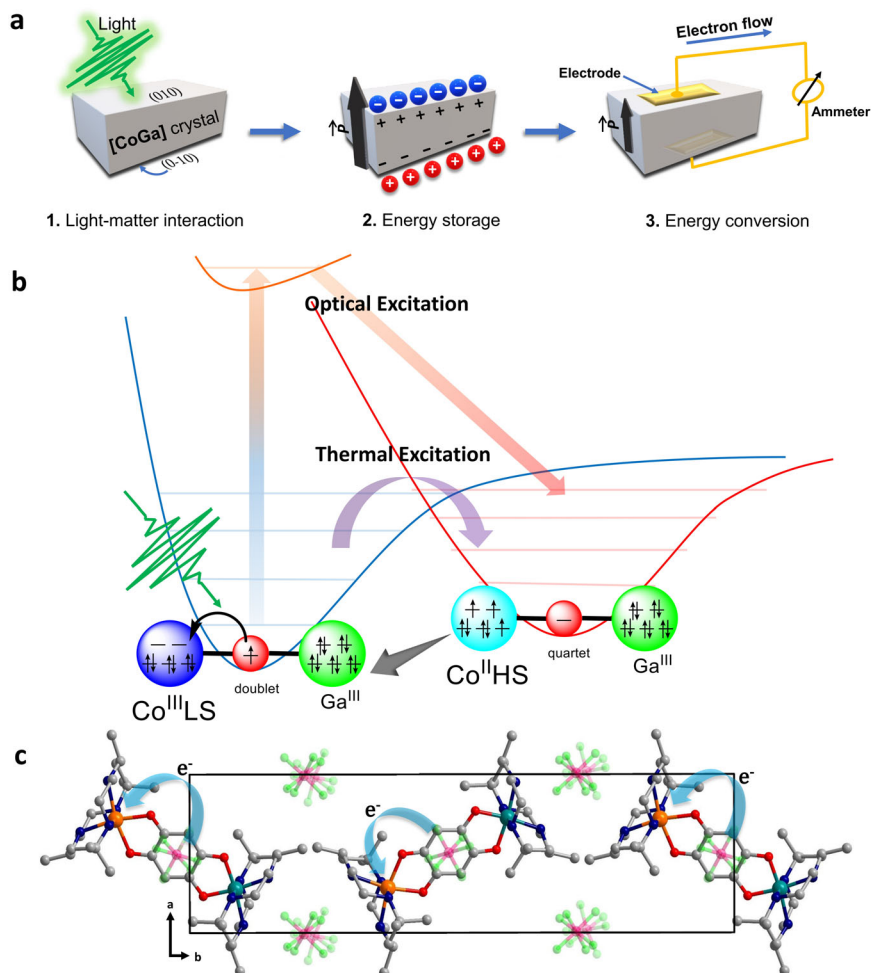 a
Light
(010)
[CoGa] crystal
(0-10)
1. Light-matter interaction
P
− − − − − −
+ + + + + +
− − − − − −
+ + + + + +
2. Energy storage
Electron flow
Electrode
P
Ammeter
3. Energy conversion
b
Optical Excitation
Thermal Excitation
doublet
Co^III LS
Ga^III
quartet
Co^II HS
Ga^III
c
e-
e-
e-
a
b